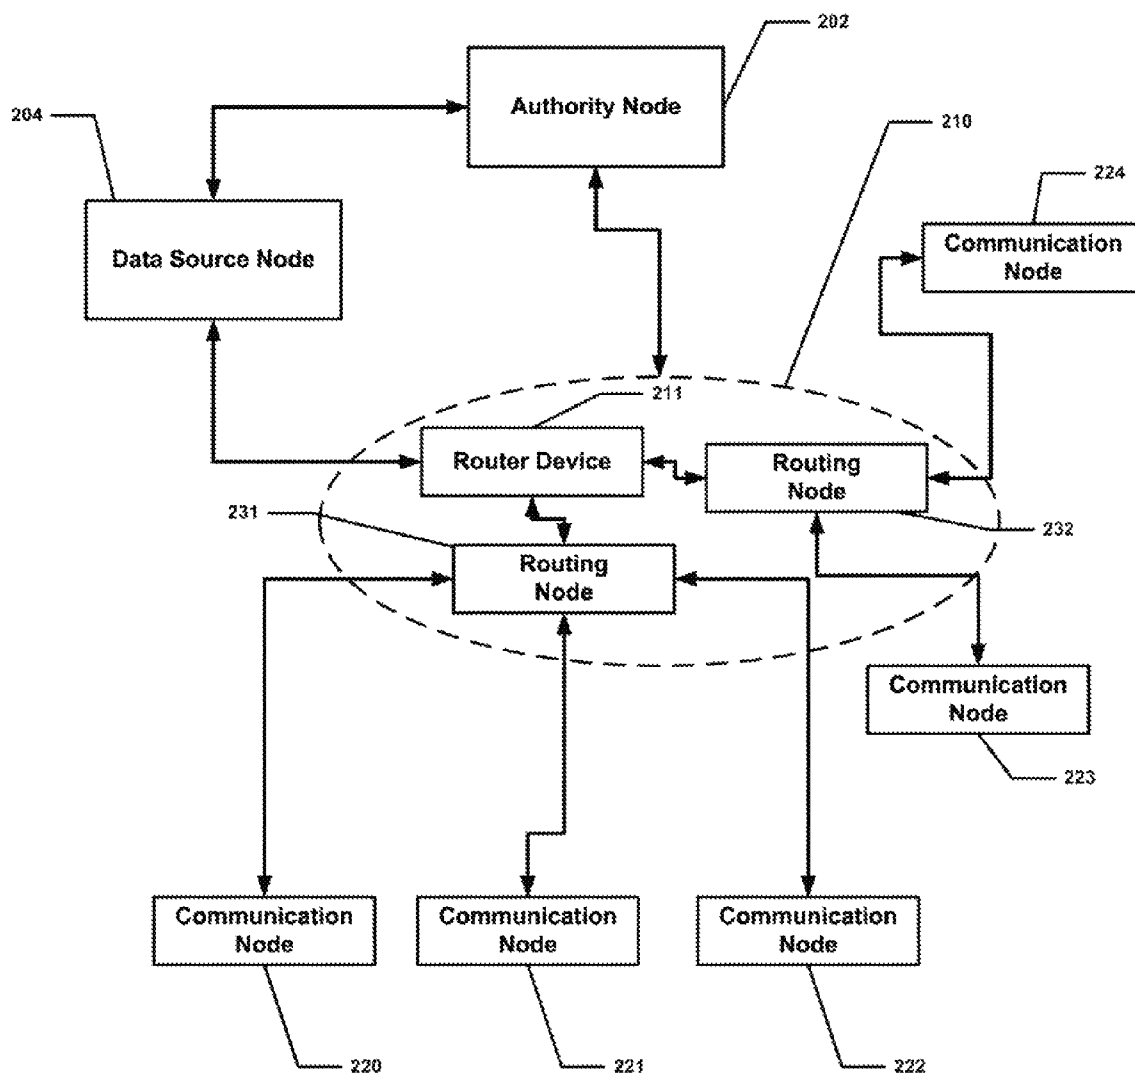 202
Authority Node
204
210
224
Communication
Node
Data Source Node
211
Router Device
Routing
Node
231
232
Routing
Node
Communication
Node
223
Communication
Node
Communication
Node
Communication
Node
220
221
222